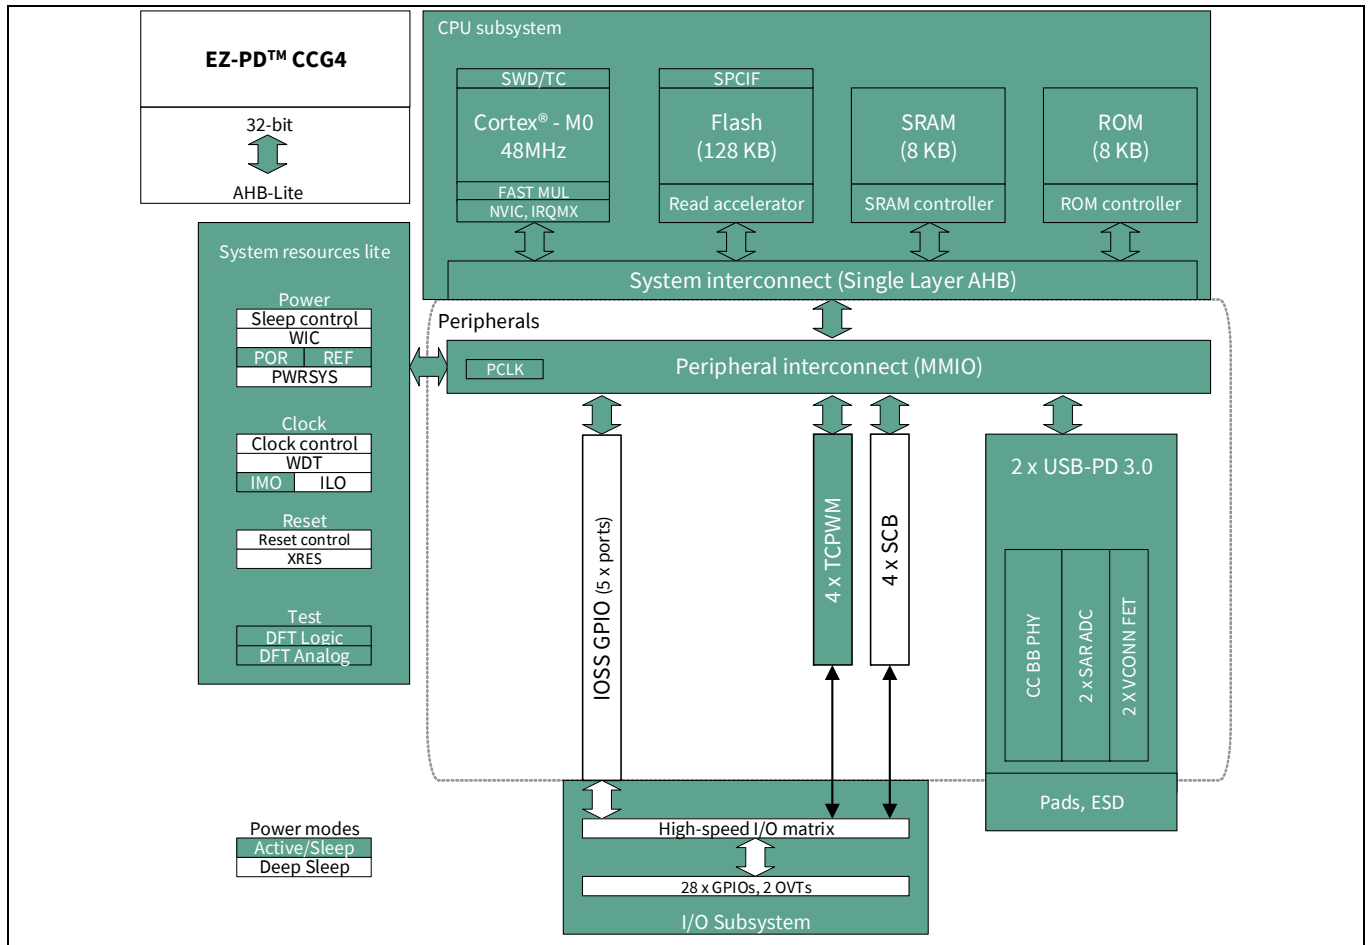 EZ-PD™ CCG4
32-bit
AHB-Lite
CPU subsystem
SWD/TC
Cortex® - M0
48MHz
FAST MUL
NVIC, IRQMX
SPCIF
Flash
(128 KB)
Read accelerator
SRAM
(8 KB)
SRAM controller
ROM
(8 KB)
ROM controller
System interconnect (Single Layer AHB)
System resources lite
Power
Sleep control
WIC
POR REF
PWRSYS
Clock
Clock control
WDT
IMO ILO
Reset
Reset control
XRES
Test
DFT Logic
DFT Analog
Peripherals
PCLK
Peripheral interconnect (MMIO)
IOSS GPIO (5 x ports)
4 x TCPWM
4 x SCB
2 x USB-PD 3.0
CC BB PHY
2 x SAR ADC
2 X VCONN FET
Pads, ESD
High-speed I/O matrix
28 x GPIOs, 2 OVTs
I/O Subsystem
Power modes
Active/Sleep
Deep Sleep